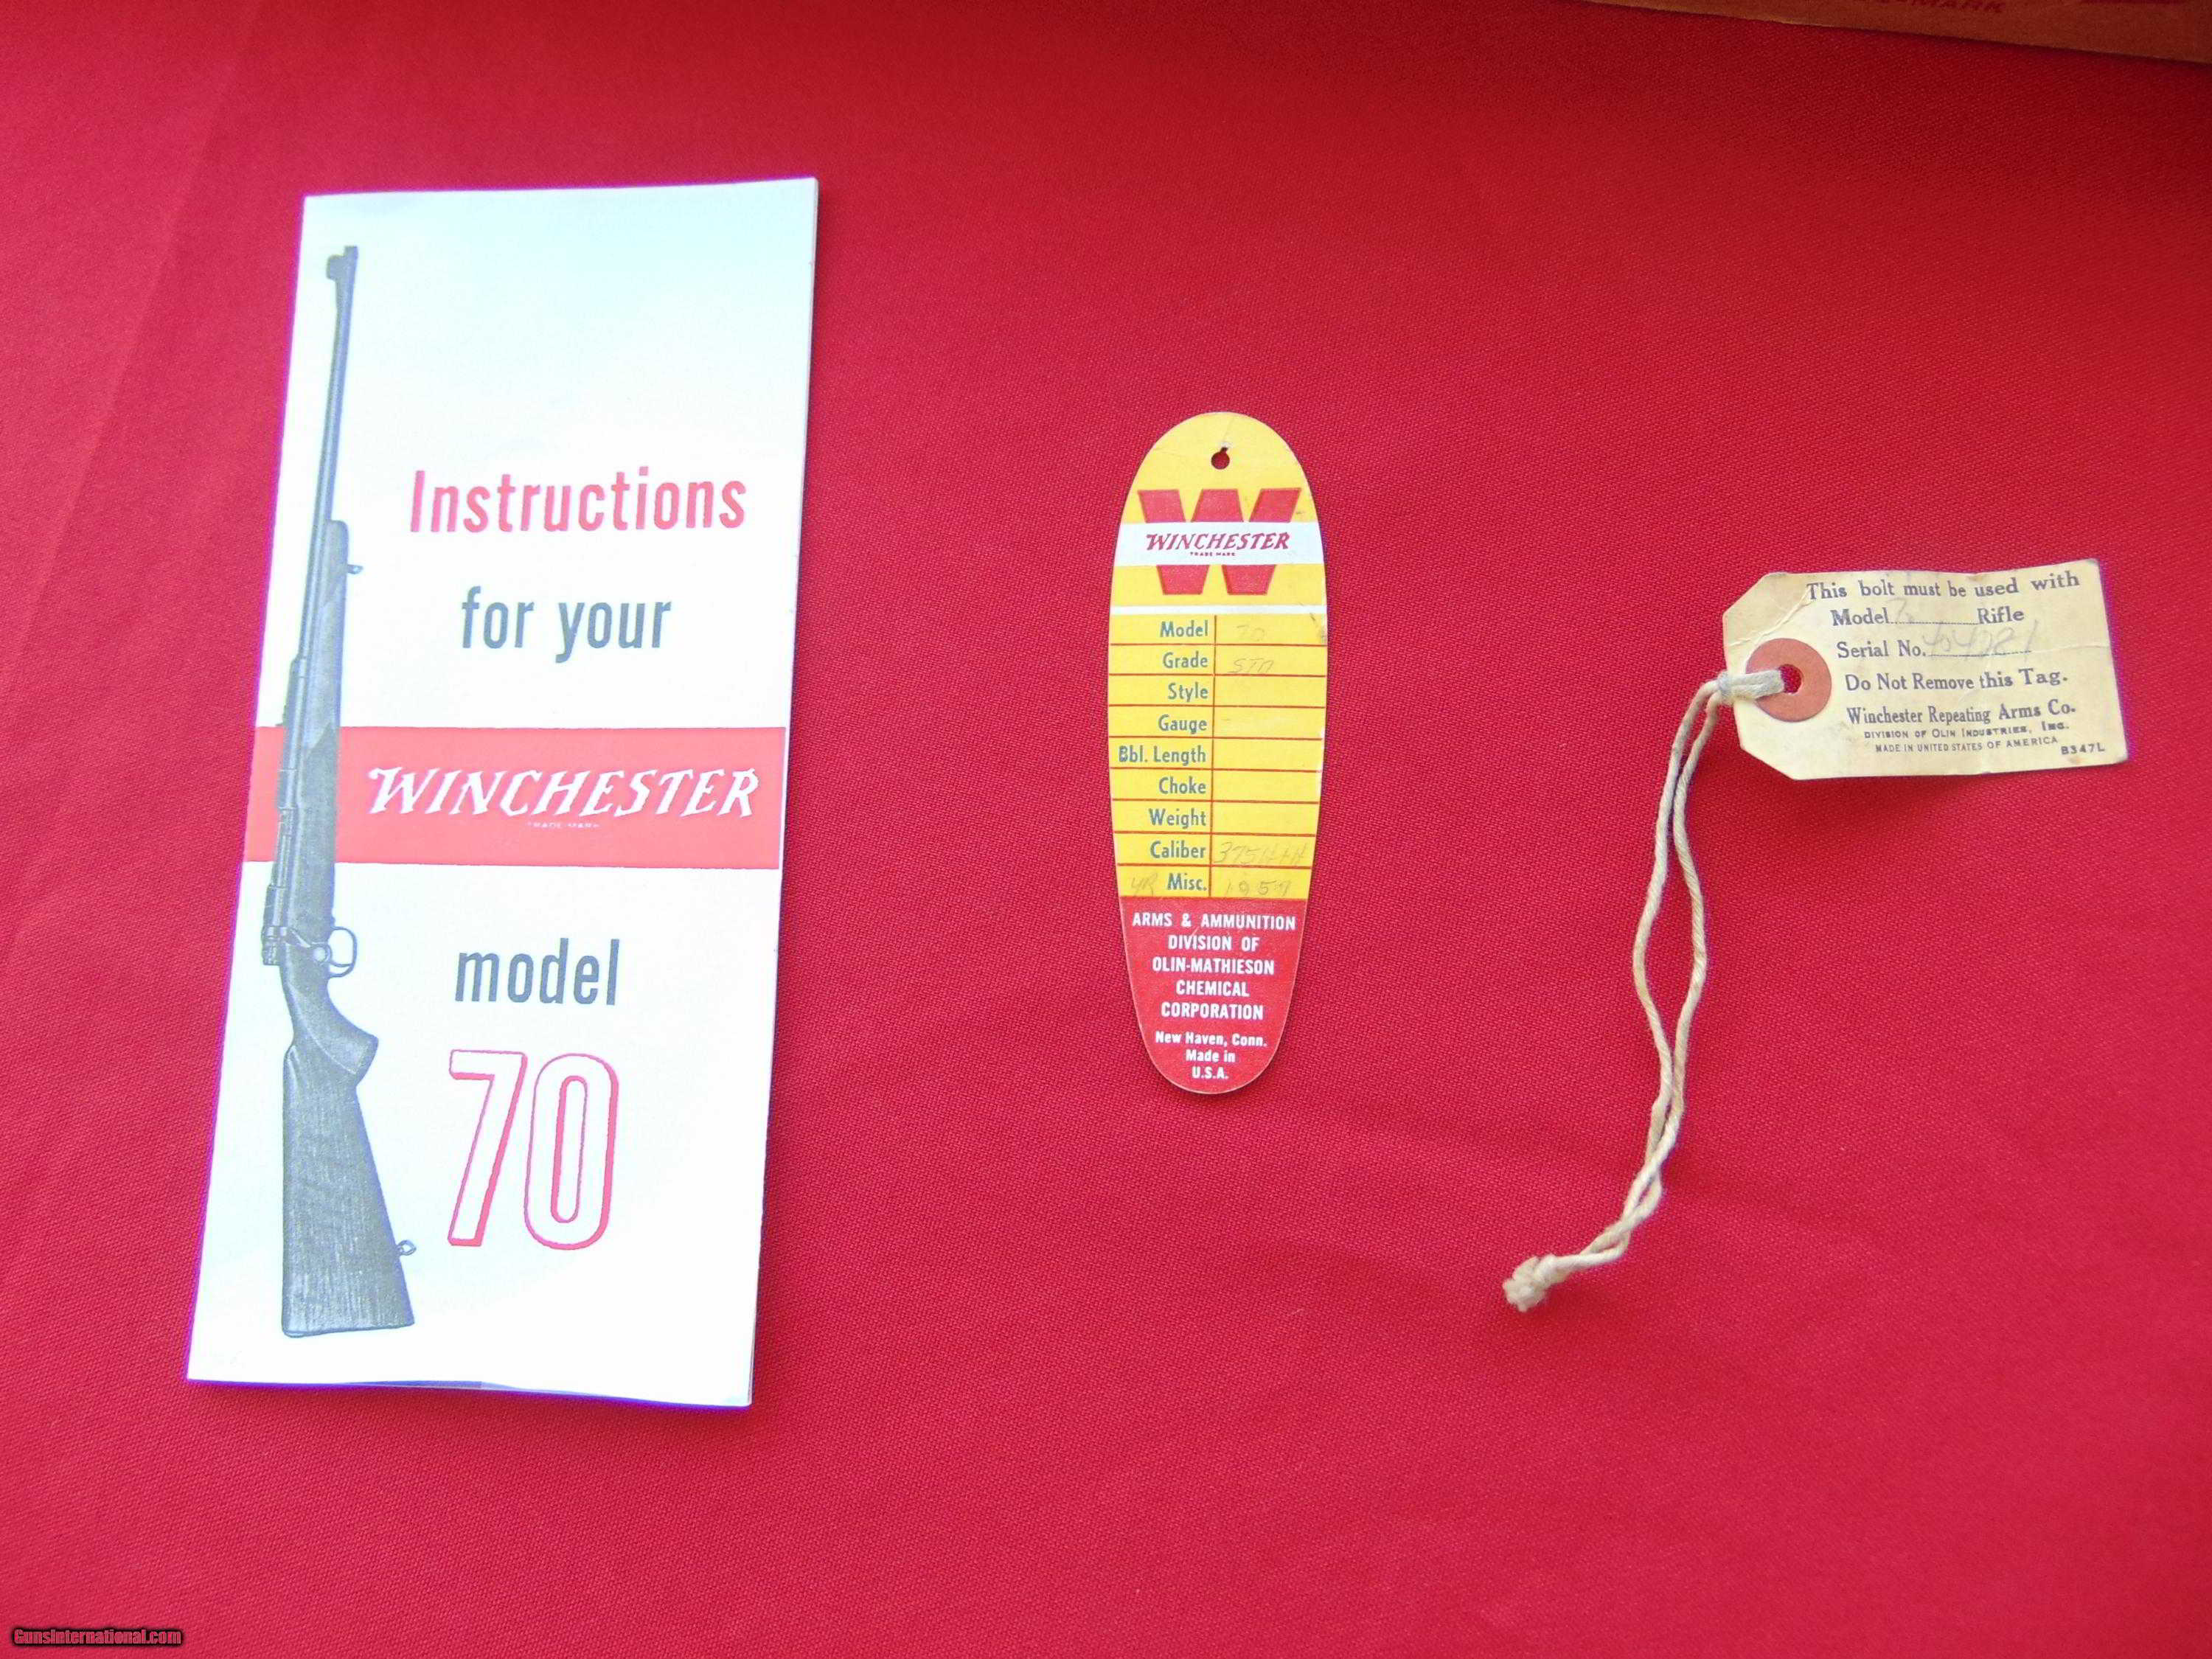 Instructions
for your
WINCHESTER
TRADE-MARK
model
70
W
WINCHESTER
TRADE MARK
Model 70
Grade STD
Style
Gauge
Bbl. Length
Choke
Weight
Caliber 375 H+H
YR Misc. 1957
ARMS & AMMUNITION
DIVISION OF
OLIN-MATHIESON
CHEMICAL
CORPORATION
New Haven, Conn.
Made in
U.S.A.
This bolt must be used with
Model 70 Rifle
Serial No.
Do Not Remove this Tag.
Winchester Repeating Arms Co.
DIVISION OF OLIN INDUSTRIES, INC.
MADE IN UNITED STATES OF AMERICA
B347L
GunsInternational.com